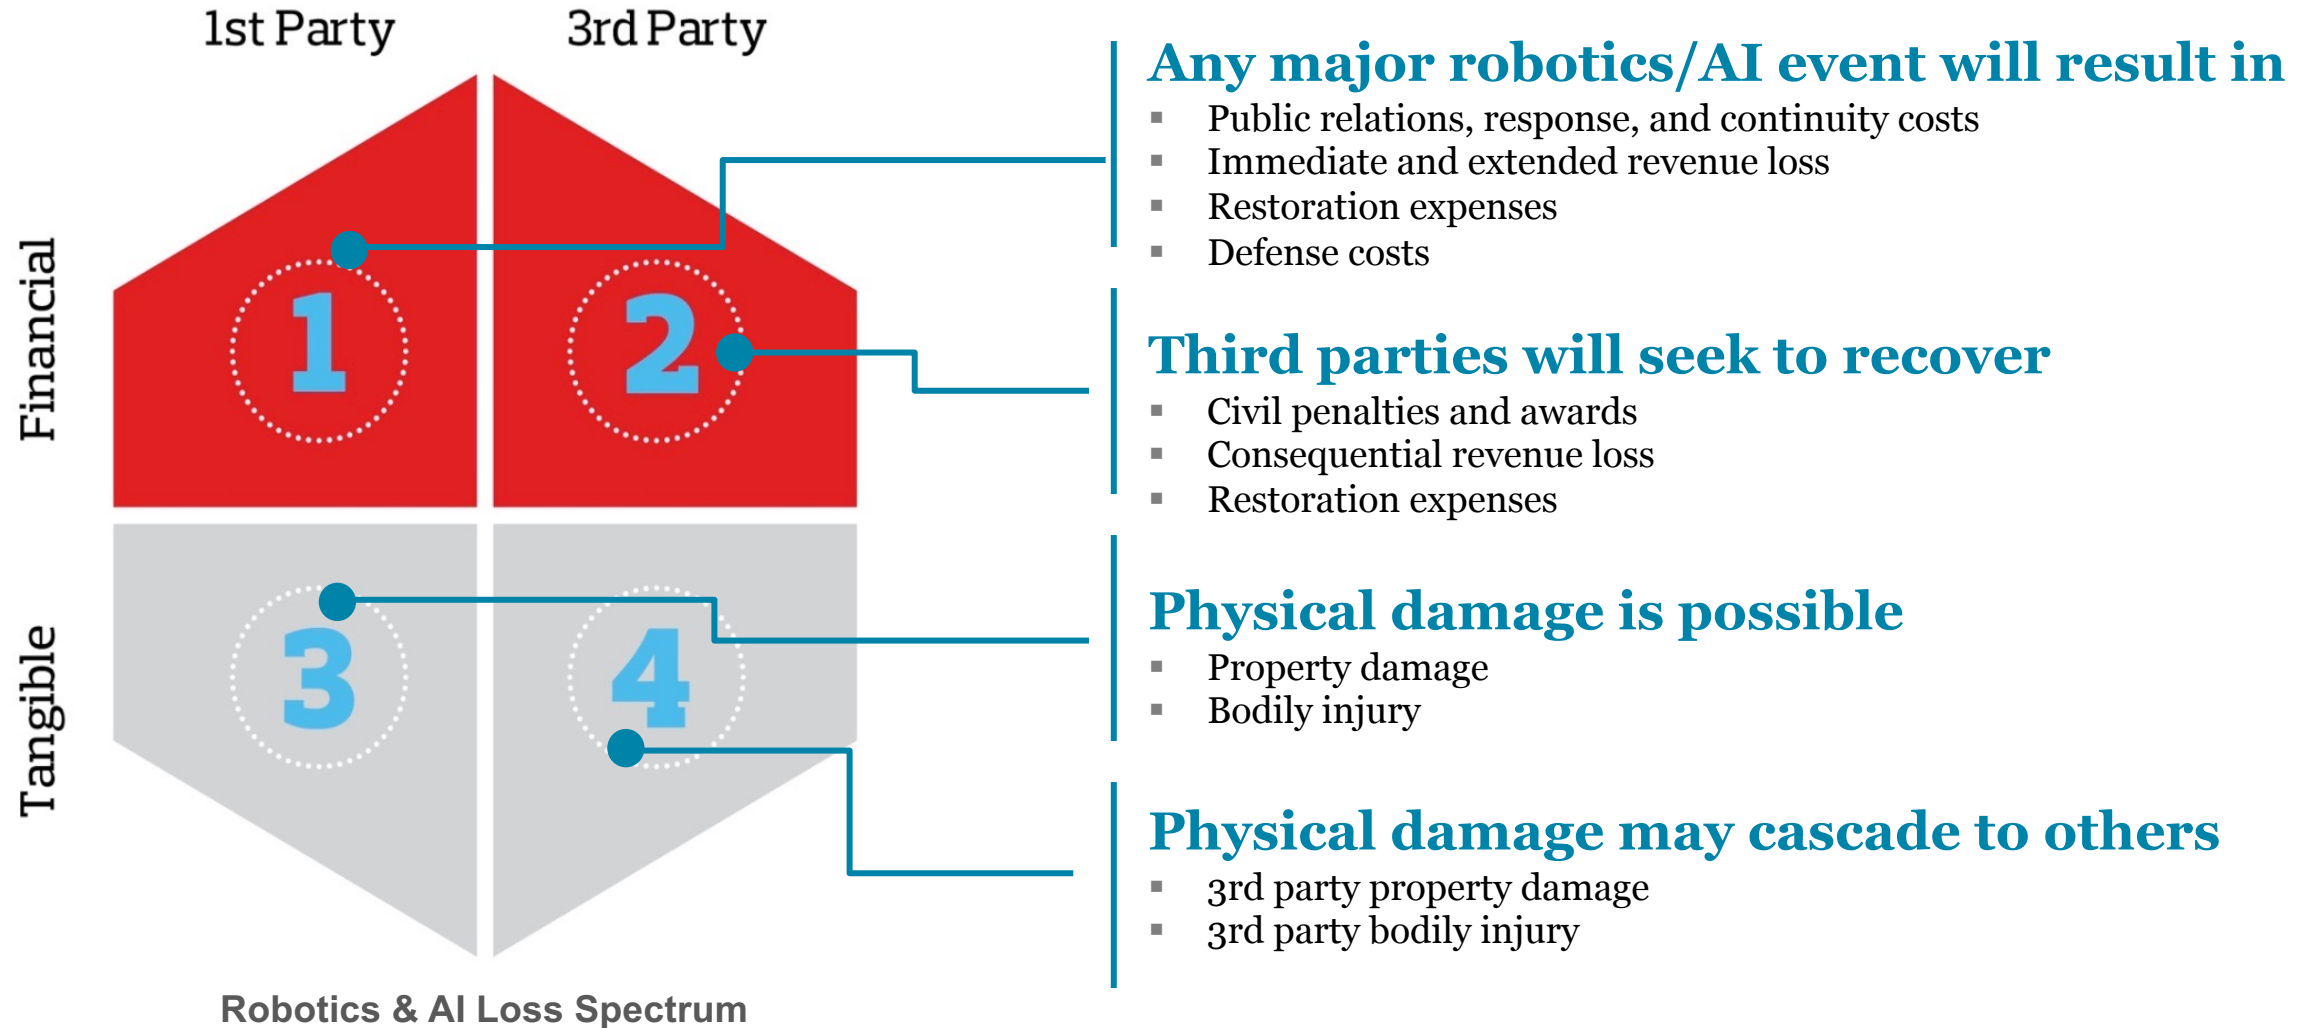 1st Party
3rd Party
Financial
Tangible
1
2
3
4
Robotics & AI Loss Spectrum
Any major robotics/AI event will result in
▪ Public relations, response, and continuity costs
▪ Immediate and extended revenue loss
▪ Restoration expenses
▪ Defense costs
Third parties will seek to recover
▪ Civil penalties and awards
▪ Consequential revenue loss
▪ Restoration expenses
Physical damage is possible
▪ Property damage
▪ Bodily injury
Physical damage may cascade to others
▪ 3rd party property damage
▪ 3rd party bodily injury